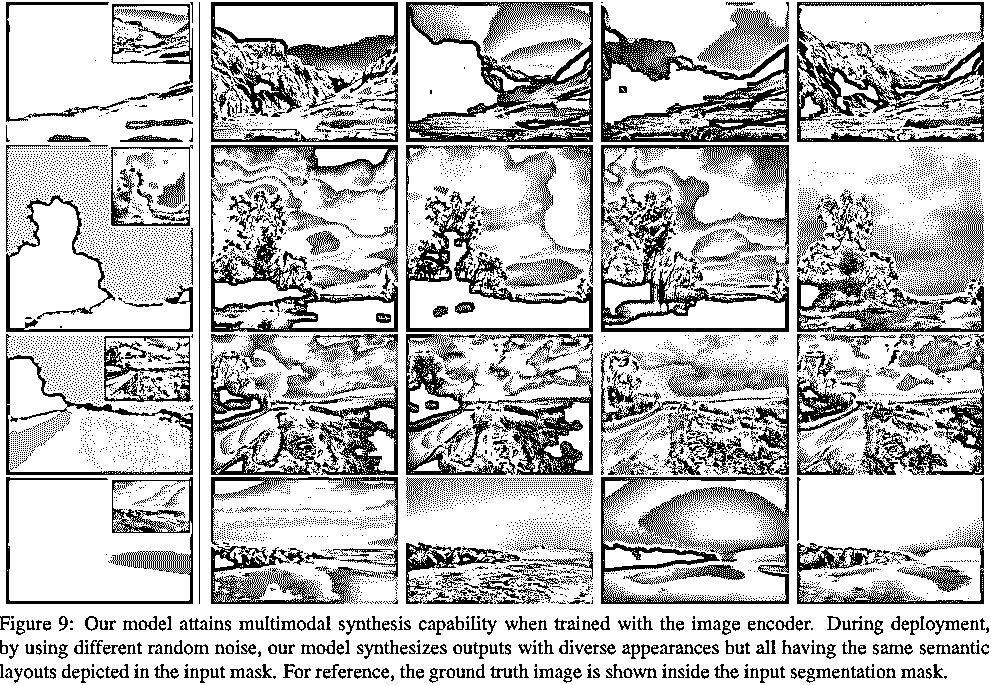 Figure 9: Our model attains multimodal synthesis capability when trained with the image encoder. During deployment,
by using different random noise, our model synthesizes outputs with diverse appearances but all having the same semantic
layouts depicted in the input mask. For reference, the ground truth image is shown inside the input segmentation mask.